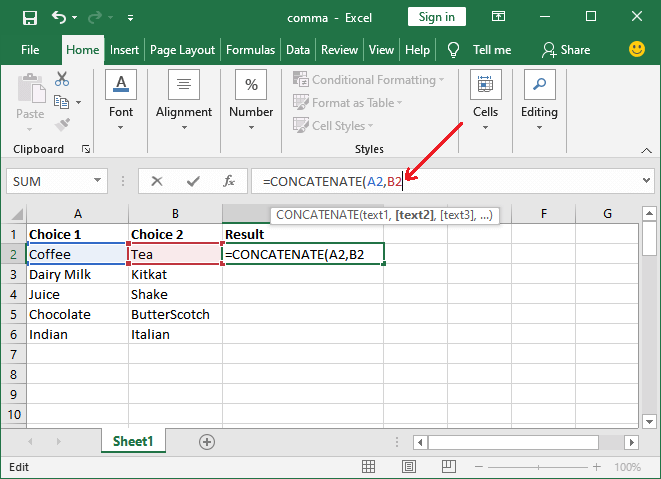 comma - Excel
Sign in
File Home Insert Page Layout Formulas Data Review View Help Tell me Share
Paste
Clipboard
A
Font
Alignment
%
Number
Conditional Formatting
Format as Table
Cell Styles
Styles
Cells
Editing
SUM
fx
=CONCATENATE(A2,B2
CONCATENATE(text1, [text2], [text3], ...)
A B F G
1 Choice 1 Choice 2 Result
2 Coffee Tea =CONCATENATE(A2,B2
3 Dairy Milk Kitkat
4 Juice Shake
5 Chocolate ButterScotch
6 Indian Italian
7
8
9
10
Sheet1
Edit
100%